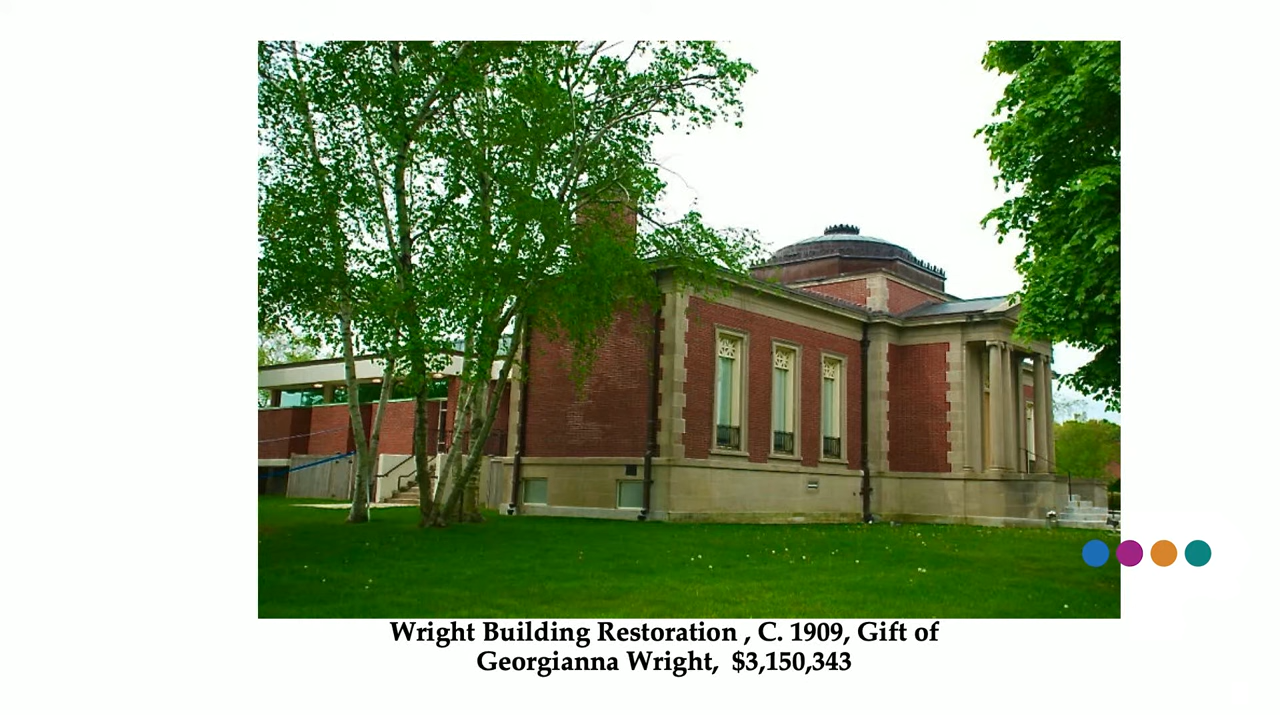 Wright Building Restoration , C. 1909, Gift of
Georgianna Wright,  $3,150,343